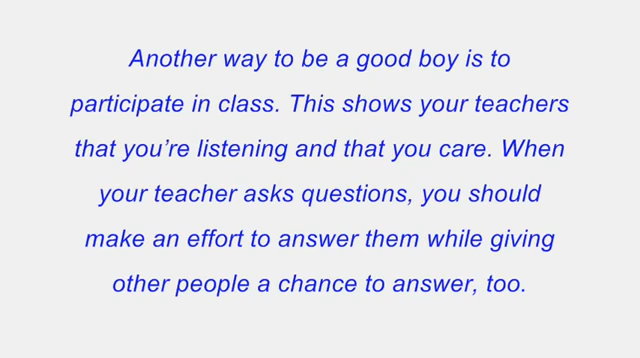 Another way to be a good boy is to
participate in class. This shows your teachers
that you’re listening and that you care. When
your teacher asks questions, you should
make an effort to answer them while giving
other people a chance to answer, too.